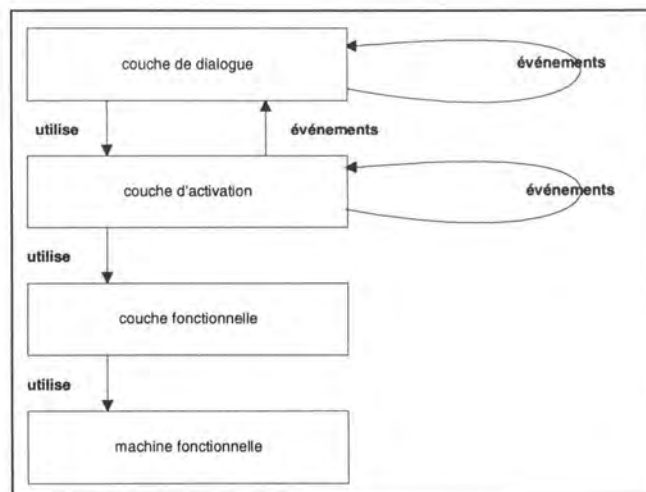 couche de dialogue
événements
utilise
événements
couche d'activation
événements
utilise
couche fonctionnelle
utilise
machine fonctionnelle